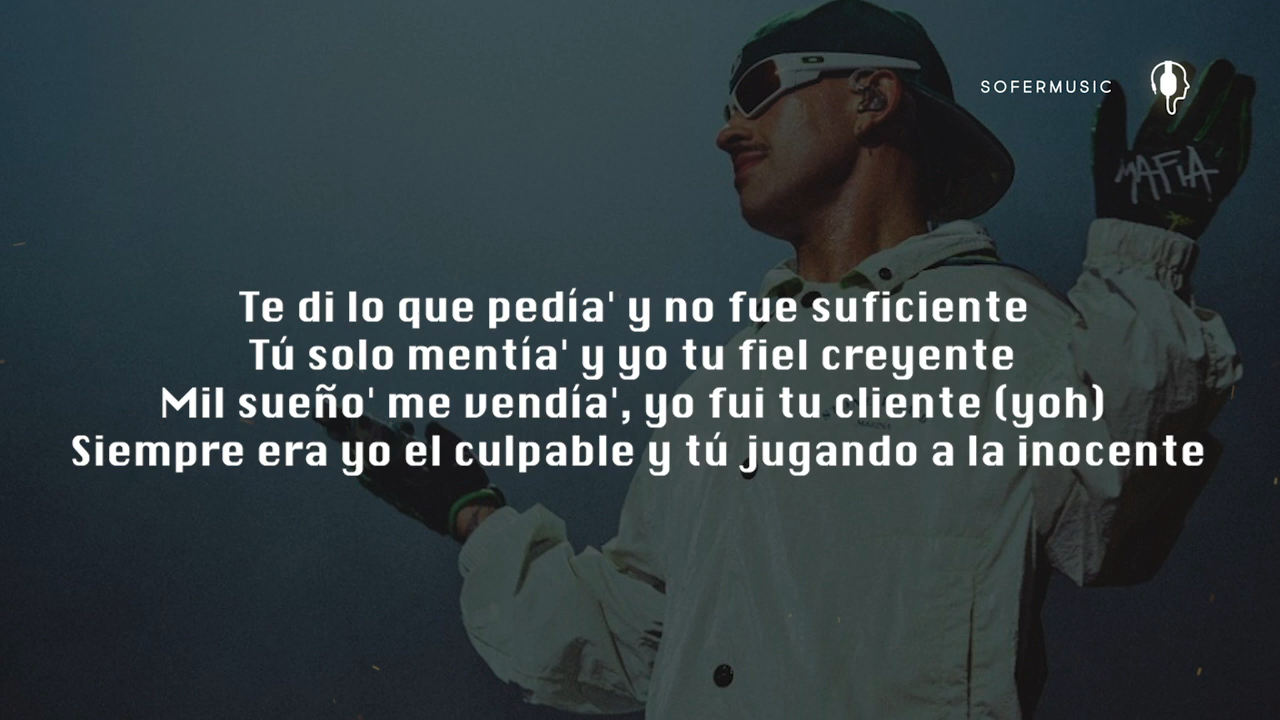 SOFERMUSIC
MAFIA
Te di lo que pedía' y no fue suficiente
Tú solo mentía' y yo tu fiel creyente
Mil sueño' me vendía', yo fui tu cliente (yoh)
Siempre era yo el culpable y tú jugando a la inocente